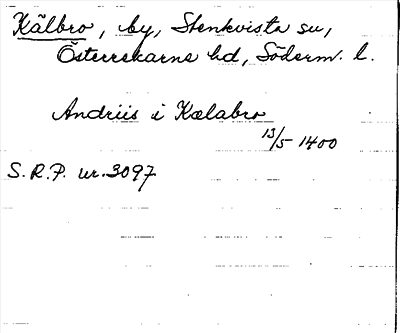 Kälbro, by, Stenkvista sn,
Österrekarne hd, Söderm. l.
Andriis i Kælabro
13/5 1400
S.R.P. nr. 3097